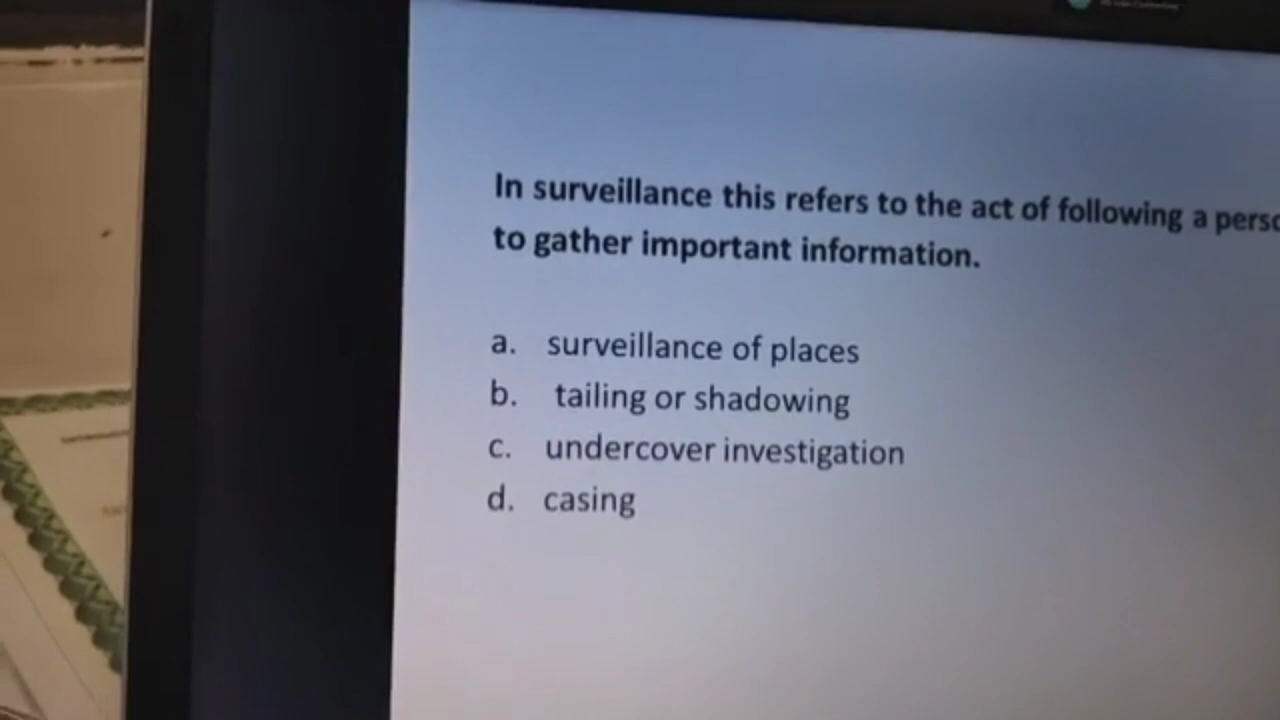 In surveillance this refers to the act of following a
to gather important information.
a. surveillance of places
b. tailing or shadowing
c. undercover investigation
d. casing